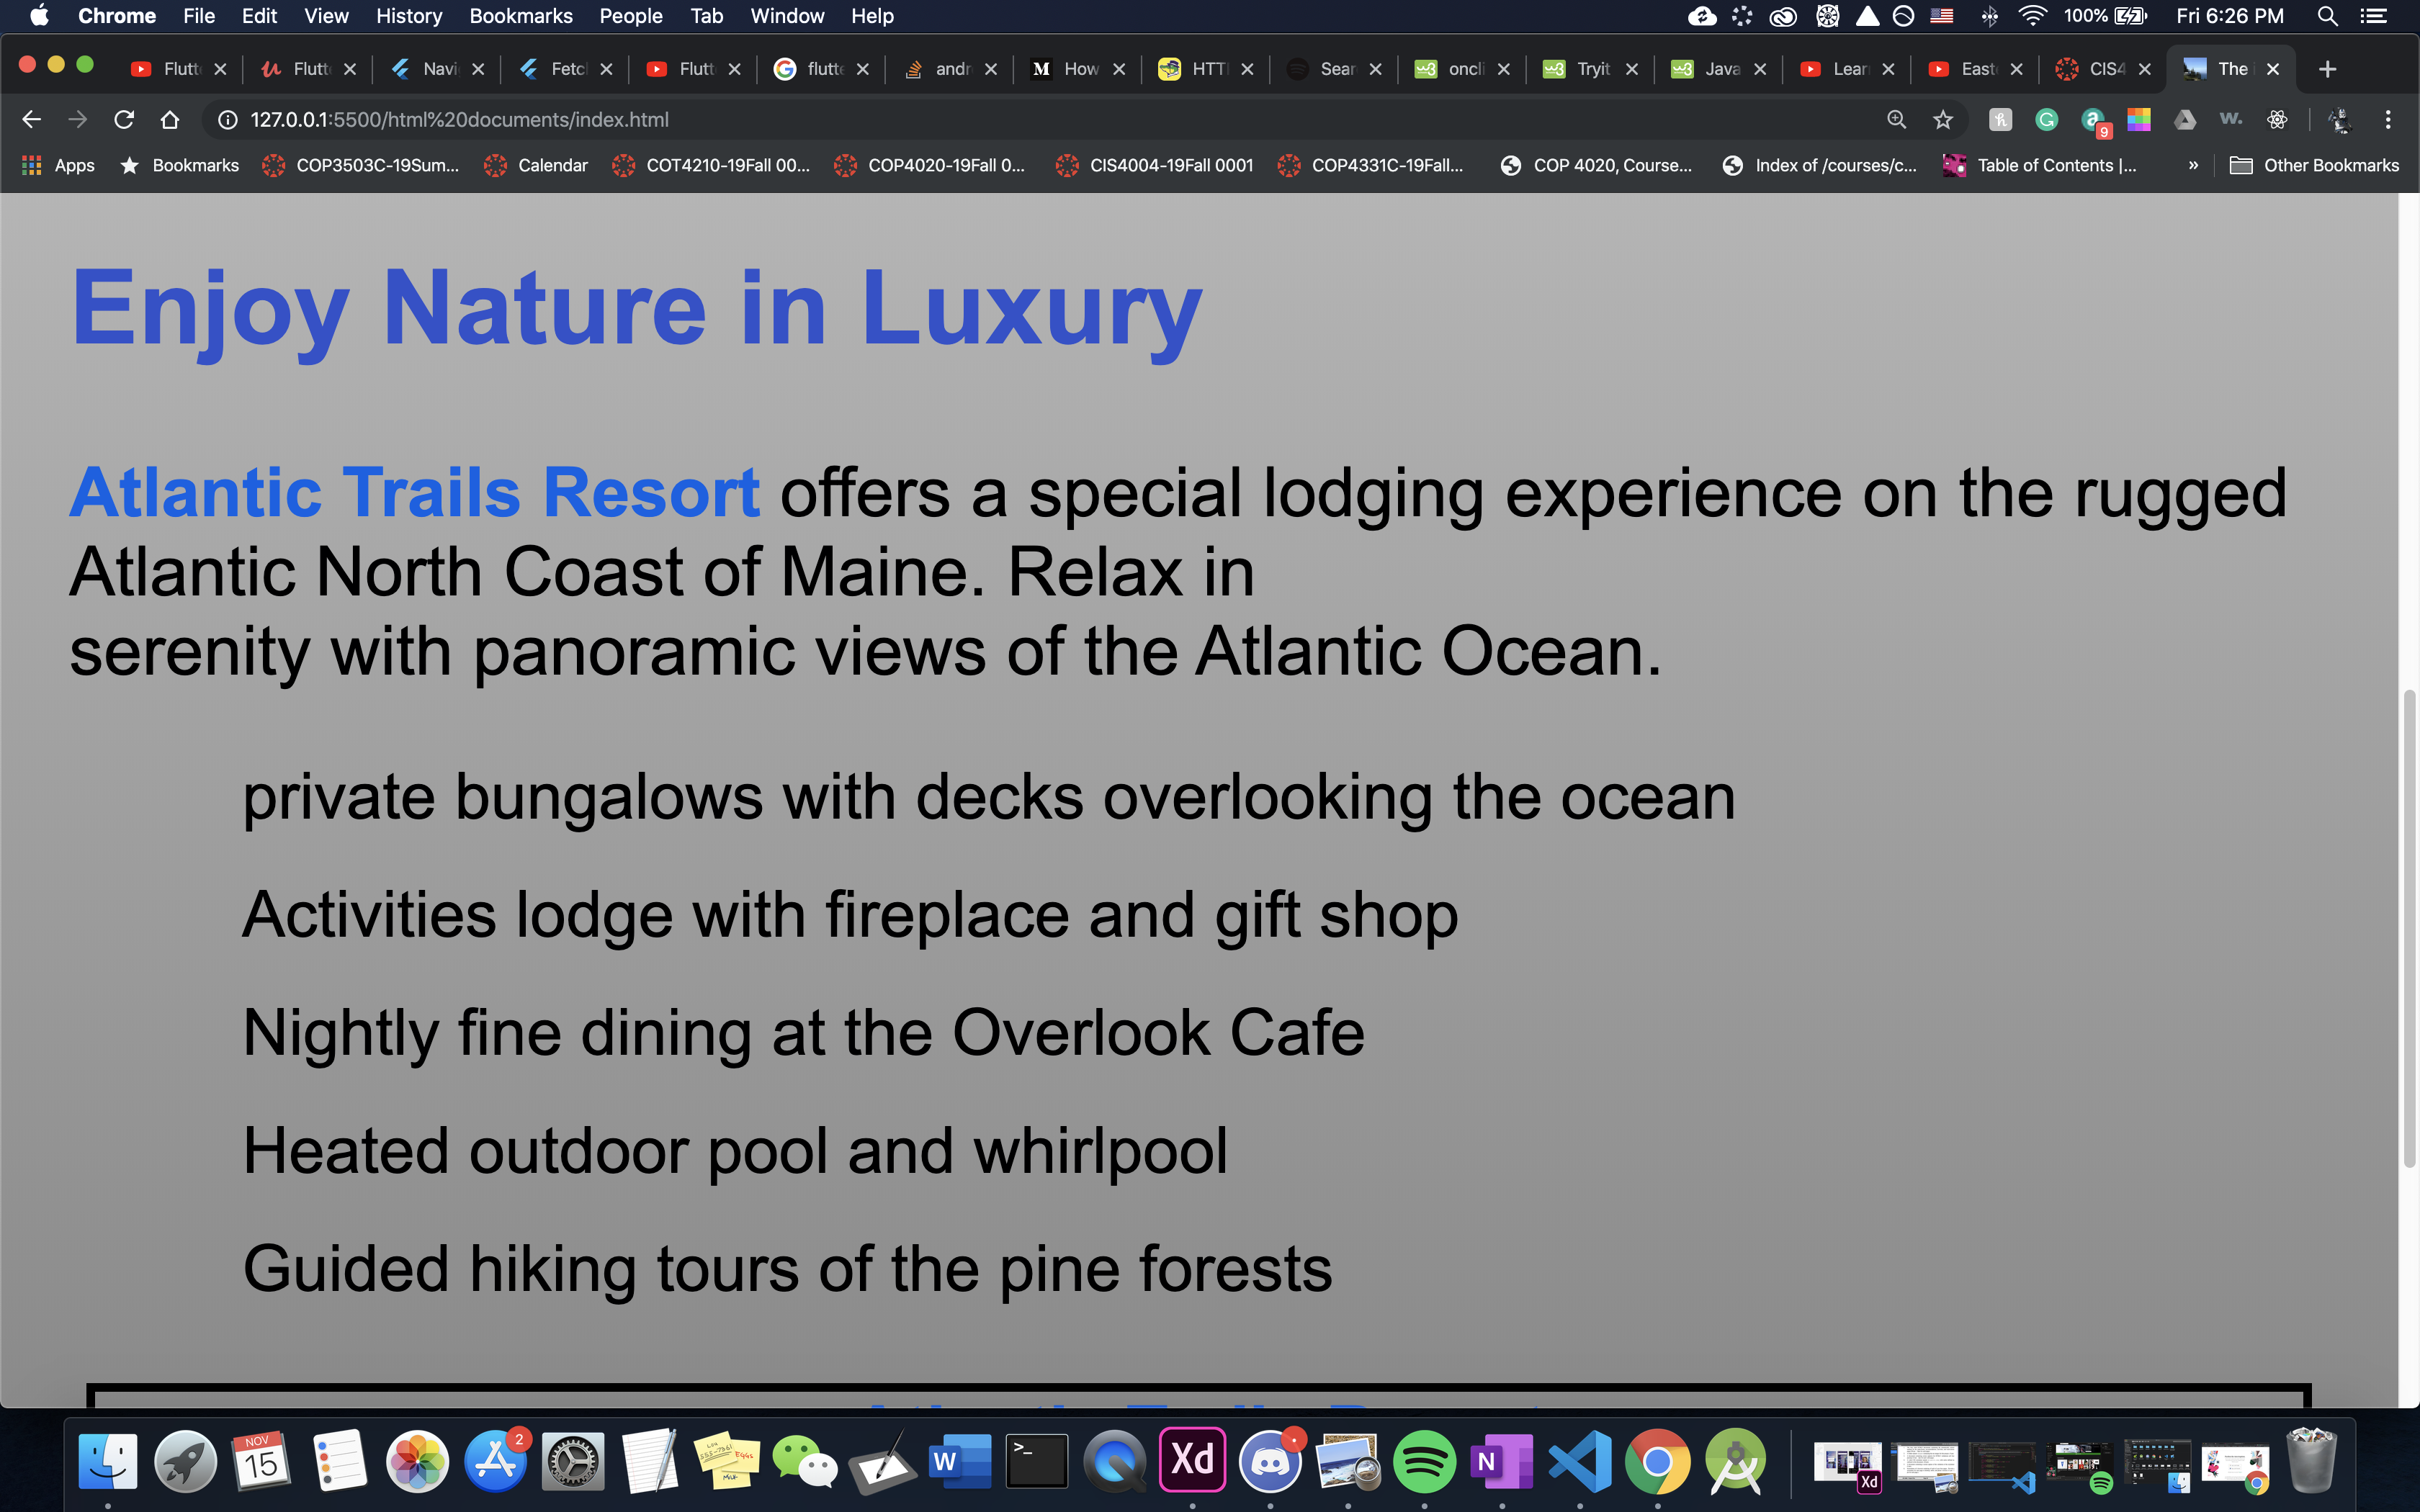 Chrome File Edit View History Bookmarks People Tab Window Help 100% Fri 6:26 PM
Flutt Flutt Navi Fetcl Flutt flutte andr How HTTI Sear oncli Tryit Java Lear East CIS4 The
127.0.0.1:5500/html%20documents/index.html 9
Apps Bookmarks COP3503C-19Sum... Calendar COT4210-19Fall 00... COP4020-19Fall 0... CIS4004-19Fall 0001 COP4331C-19Fall... COP 4020, Course... Index of /courses/c... Table of Contents |... » Other Bookmarks
Enjoy Nature in Luxury
Atlantic Trails Resort offers a special lodging experience on the rugged
Atlantic North Coast of Maine. Relax in
serenity with panoramic views of the Atlantic Ocean.
private bungalows with decks overlooking the ocean
Activities lodge with fireplace and gift shop
Nightly fine dining at the Overlook Cafe
Heated outdoor pool and whirlpool
Guided hiking tours of the pine forests
NOV 15 2 W >_ Xd N Xd